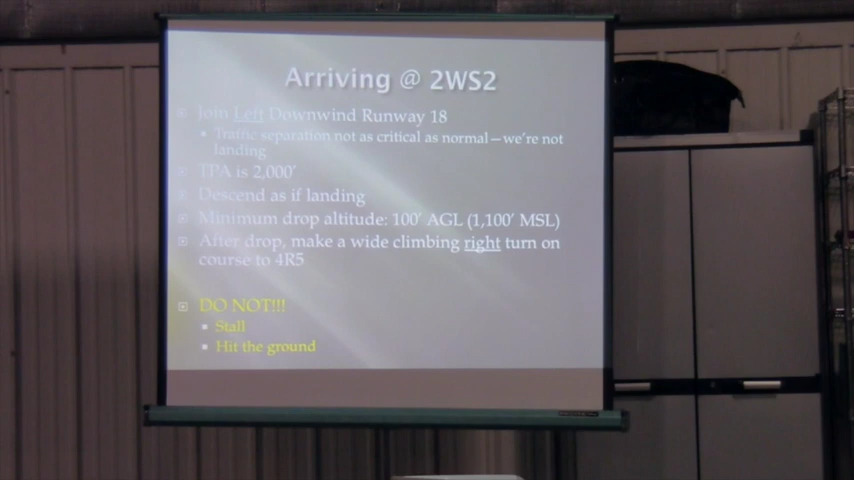 Arriving @ 2WS2
Join Left Downwind Runway 18
Traffic separation not as critical as normal—we're not
landing
TPA is 2,000'
Descend as if landing
Minimum drop altitude: 100' AGL (1,100' MSL)
After drop, make a wide climbing right turn on
course to 4R5
DO NOT!!!
Stall
Hit the ground